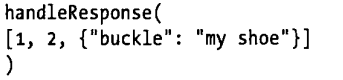 handleResponse(
[1, 2, {"buckle": "my shoe"}]
)